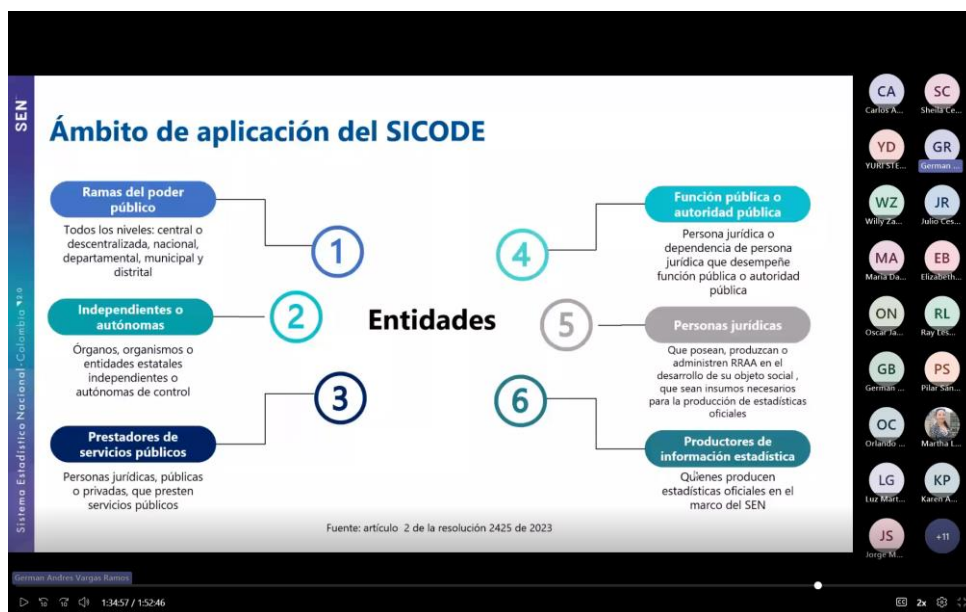 SEN
Sistema Estadístico Nacional-Colombia 2.0
Ámbito de aplicación del SICODE
Ramas del poder
público
Todos los niveles: central o
descentralizada, nacional,
departamental, municipal y
distrital
1
Independientes o
autónomas
Órganos, organismos o
entidades estatales
independientes o
autónomas de control
2
Prestadores de
servicios públicos
Personas jurídicas, públicas
o privadas, que presten
servicios públicos
3
Entidades
4
Función pública o
autoridad pública
Persona jurídica o
dependencia de persona
jurídica que desempeñe
función pública o autoridad
pública
5
Personas jurídicas
Que posean, produzcan o
administren RRAA en el
desarrollo de su objeto social ,
que sean insumos necesarios
para la producción de estadísticas
oficiales
6
Productores de
información estadística
Quienes producen
estadísticas oficiales en el
marco del SEN
Fuente: artículo 2 de la resolución 2425 de 2023
CA
Carlos A...
SC
Sheila Ce...
YD
YURI STE...
GR
German ...
WZ
Willy Za...
JR
Julio Ces...
MA
Maria Da...
EB
Elizabeth...
ON
Oscar Ja...
RL
Ray Les...
GB
German ...
PS
Pilar San...
OC
Orlando ...
Martha L...
LG
Luz Mart...
KP
Karen A...
JS
Jorge M...
+11
German Andres Vargas Ramos
10
10
1:34:57 / 1:52:46
CC
2x